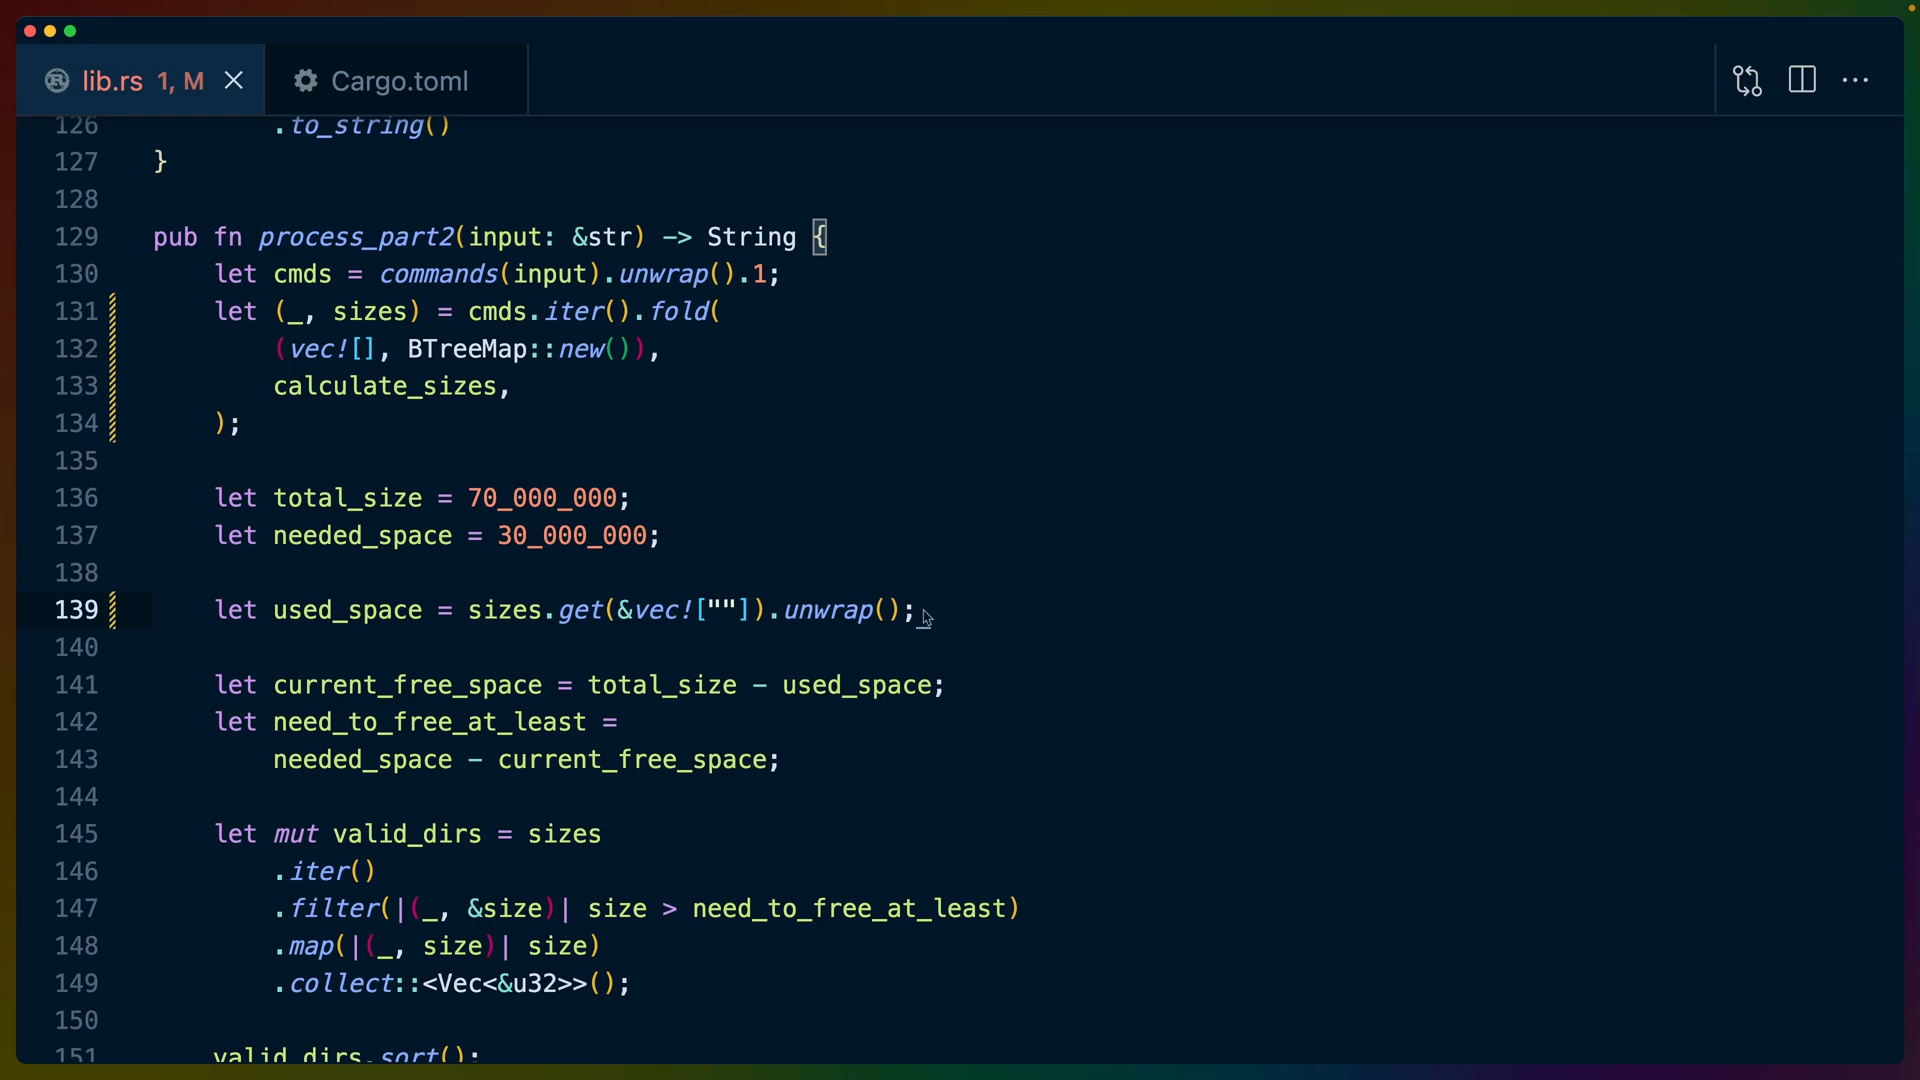 lib.rs 1, M
Cargo.toml
126 .to_string()
127 }
128
129 pub fn process_part2(input: &str) -> String {
130 let cmds = commands(input).unwrap().1;
131 let (_, sizes) = cmds.iter().fold(
132 (vec![], BTreeMap::new()),
133 calculate_sizes,
134 );
135
136 let total_size = 70_000_000;
137 let needed_space = 30_000_000;
138
139 let used_space = sizes.get(&vec![""]).unwrap();
140
141 let current_free_space = total_size - used_space;
142 let need_to_free_at_least =
143 needed_space - current_free_space;
144
145 let mut valid_dirs = sizes
146 .iter()
147 .filter(|(_, &size)| size > need_to_free_at_least)
148 .map(|(_, size)| size)
149 .collect::<Vec<&u32>>();
150
151 valid_dirs.sort();